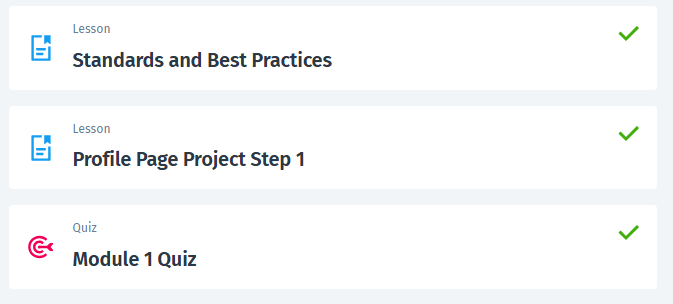 Lesson
Standards and Best Practices
Lesson
Profile Page Project Step 1
Quiz
Module 1 Quiz